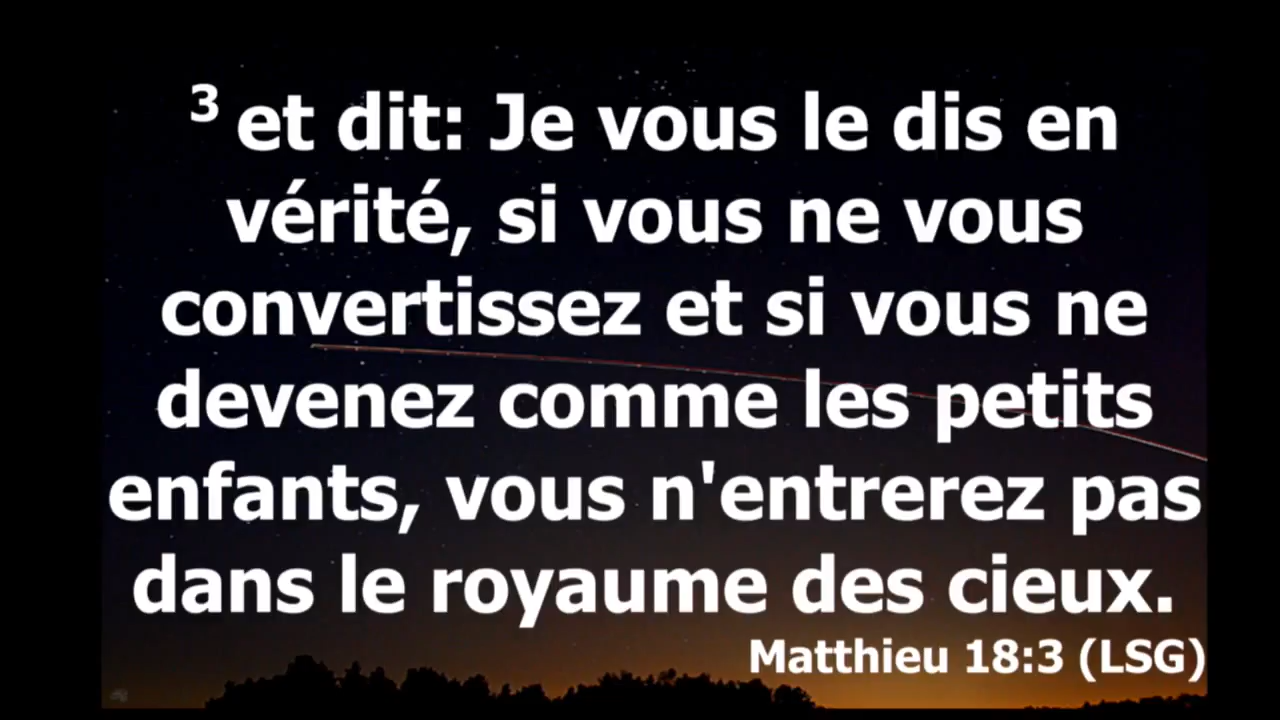 3 et dit: Je vous le dis en
vérité, si vous ne vous
convertissez et si vous ne
devenez comme les petits
enfants, vous n'entrerez pas
dans le royaume des cieux.
Matthieu 18:3 (LSG)